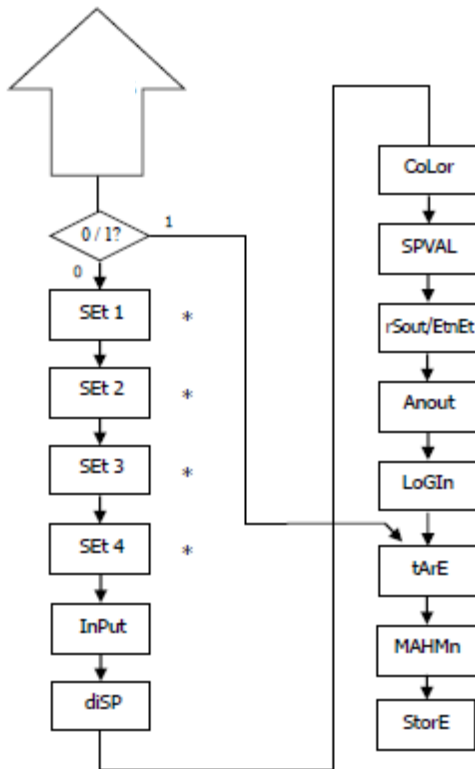 0 / 1?
1
0
SEt 1
*
SEt 2
*
SEt 3
*
SEt 4
*
InPut
diSP
CoLor
SPVAL
rSout/EtnEt
Anout
LoGIn
tArE
MAHMn
StorE